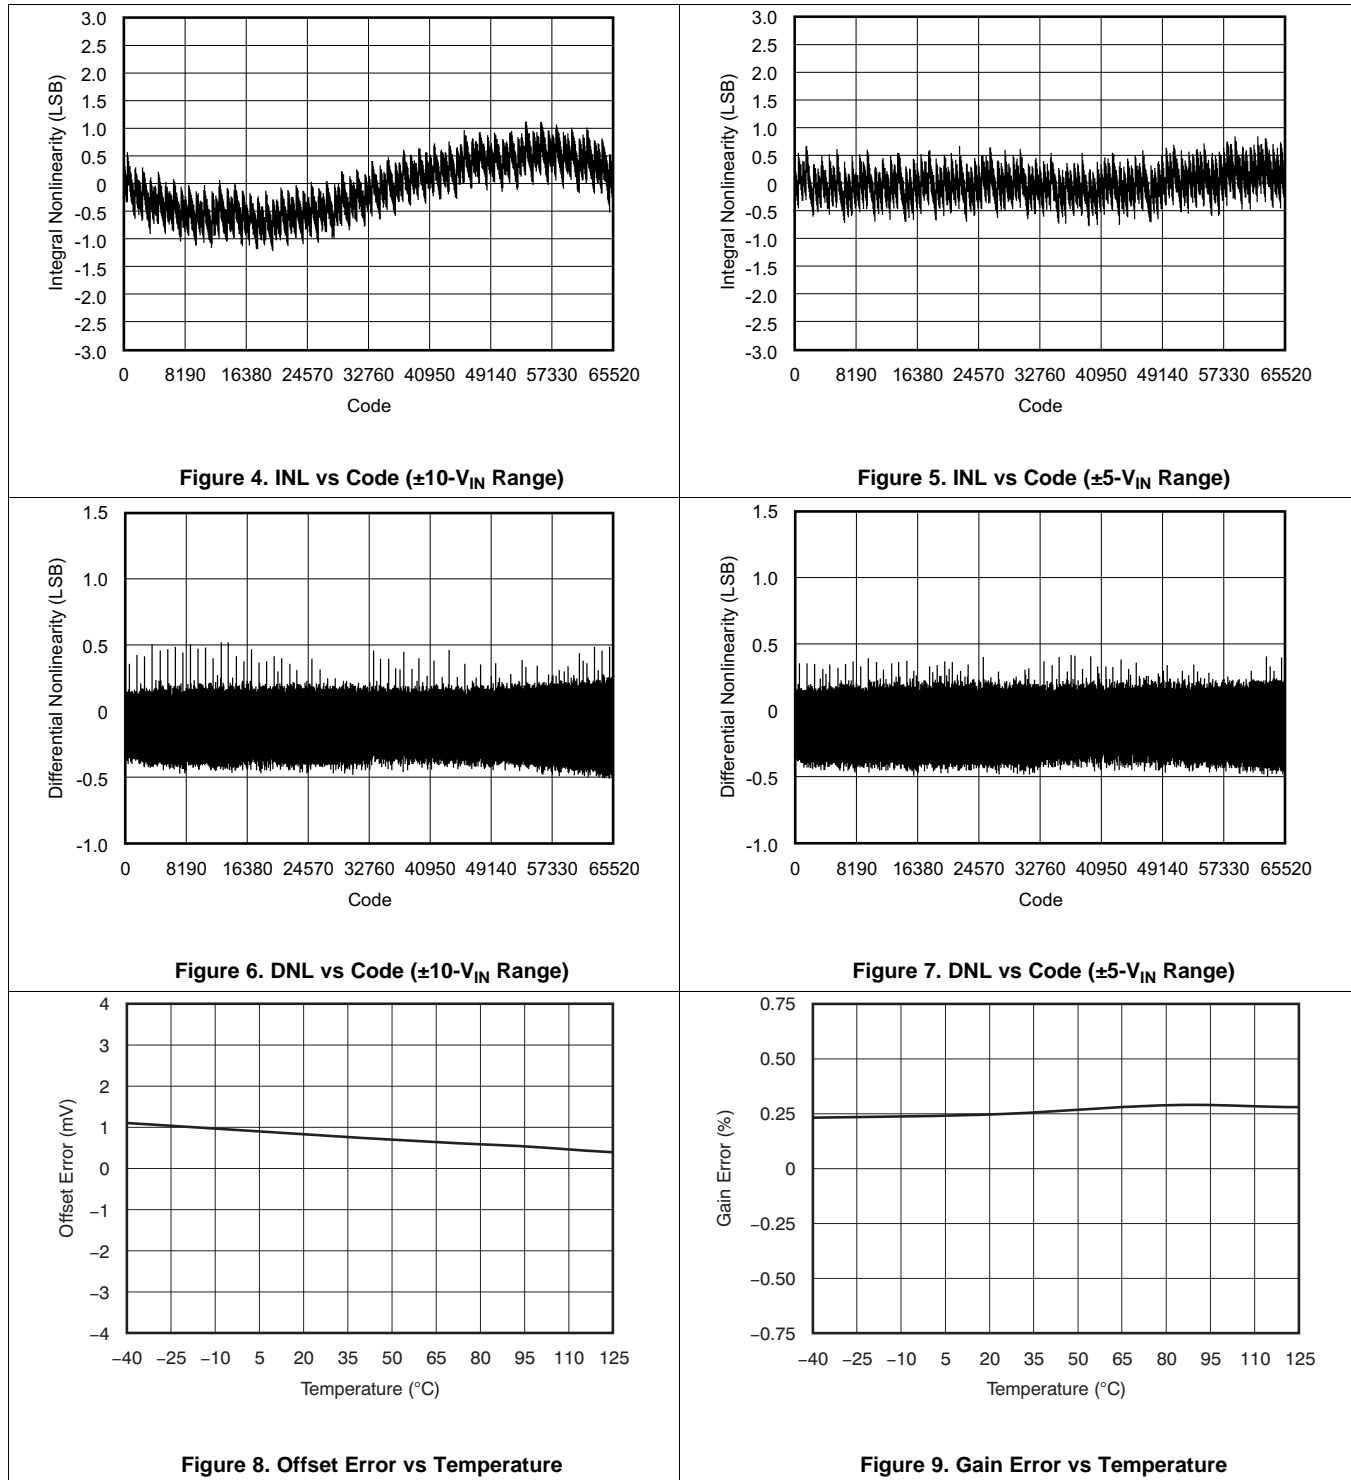 3.0
2.5
2.0
1.5
1.0
0.5
0
-0.5
-1.0
-1.5
-2.0
-2.5
-3.0
Integral Nonlinearity (LSB)
0 8190 16380 24570 32760 40950 49140 57330 65520
Code
Figure 4. INL vs Code (±10-VIN Range)
3.0
2.5
2.0
1.5
1.0
0.5
0
-0.5
-1.0
-1.5
-2.0
-2.5
-3.0
Integral Nonlinearity (LSB)
0 8190 16380 24570 32760 40950 49140 57330 65520
Code
Figure 5. INL vs Code (±5-VIN Range)
1.5
1.0
0.5
0
-0.5
-1.0
Differential Nonlinearity (LSB)
0 8190 16380 24570 32760 40950 49140 57330 65520
Code
Figure 6. DNL vs Code (±10-VIN Range)
1.5
1.0
0.5
0
-0.5
-1.0
Differential Nonlinearity (LSB)
0 8190 16380 24570 32760 40950 49140 57330 65520
Code
Figure 7. DNL vs Code (±5-VIN Range)
4
3
2
1
0
−1
−2
−3
−4
Offset Error (mV)
−40 −25 −10 5 20 35 50 65 80 95 110 125
Temperature (°C)
Figure 8. Offset Error vs Temperature
0.75
0.50
0.25
0
−0.25
−0.50
−0.75
Gain Error (%)
−40 −25 −10 5 20 35 50 65 80 95 110 125
Temperature (°C)
Figure 9. Gain Error vs Temperature